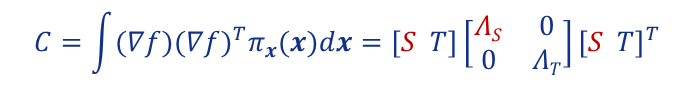 C = ∫(∇f)(∇f)^T π_x(x)dx = [S T] [Λ_S 0; 0 Λ_T] [S T]^T